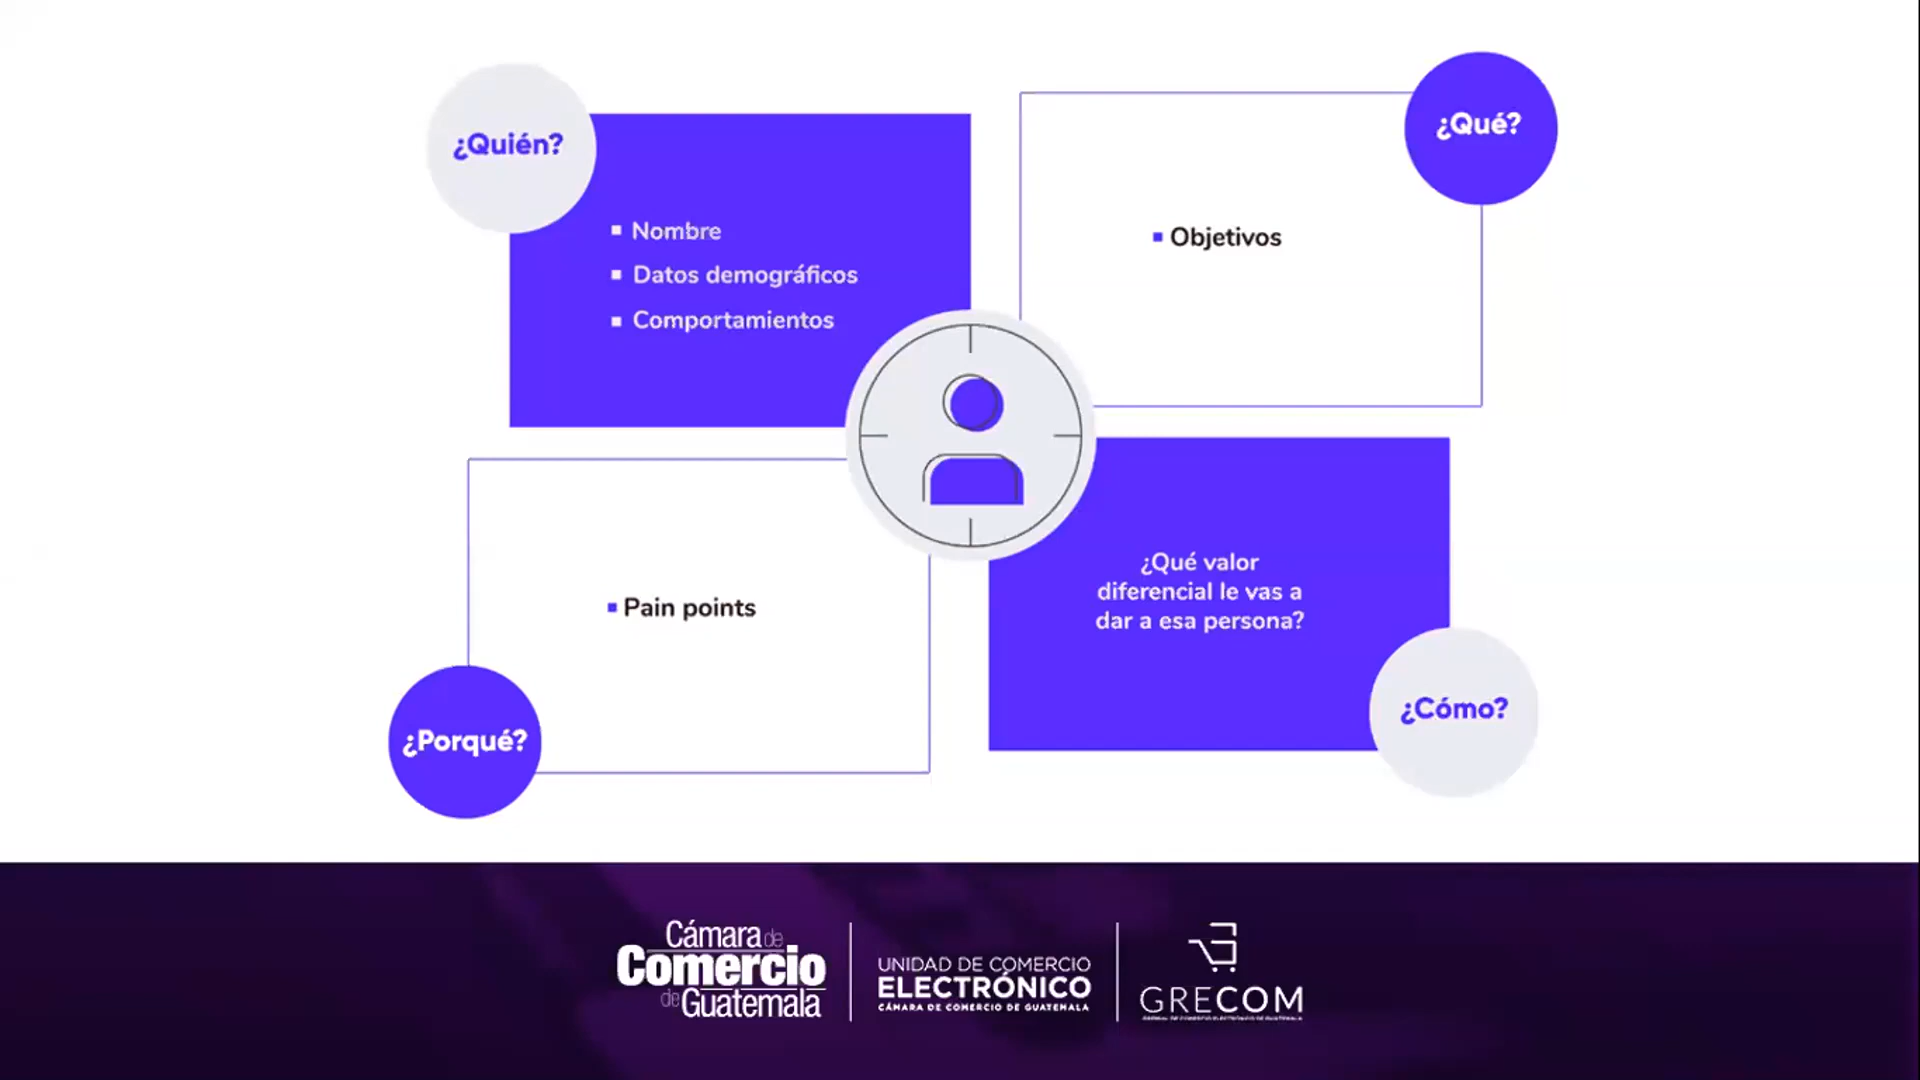 ¿Quién?
Nombre
Datos demográficos
Comportamientos
¿Qué?
Objetivos
Pain points
¿Porqué?
¿Qué valor
diferencial le vas a
dar a esa persona?
¿Cómo?
Cámara de
Comercio
de Guatemala
UNIDAD DE COMERCIO
ELECTRÓNICO
CÁMARA DE COMERCIO DE GUATEMALA
GRECOM